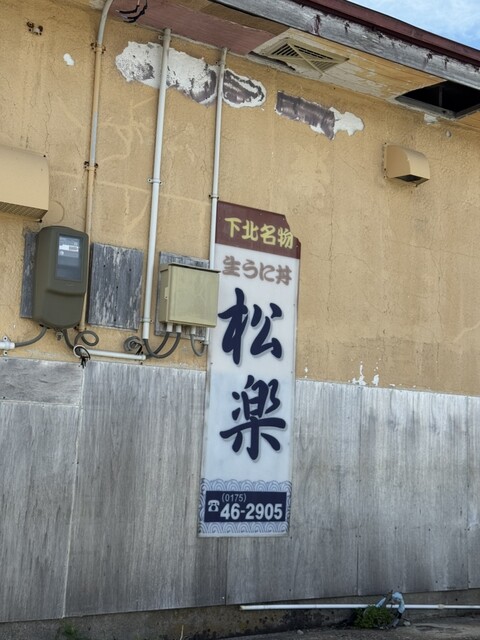 下北名物
生うに丼
松楽
(0175)
☎46-2905